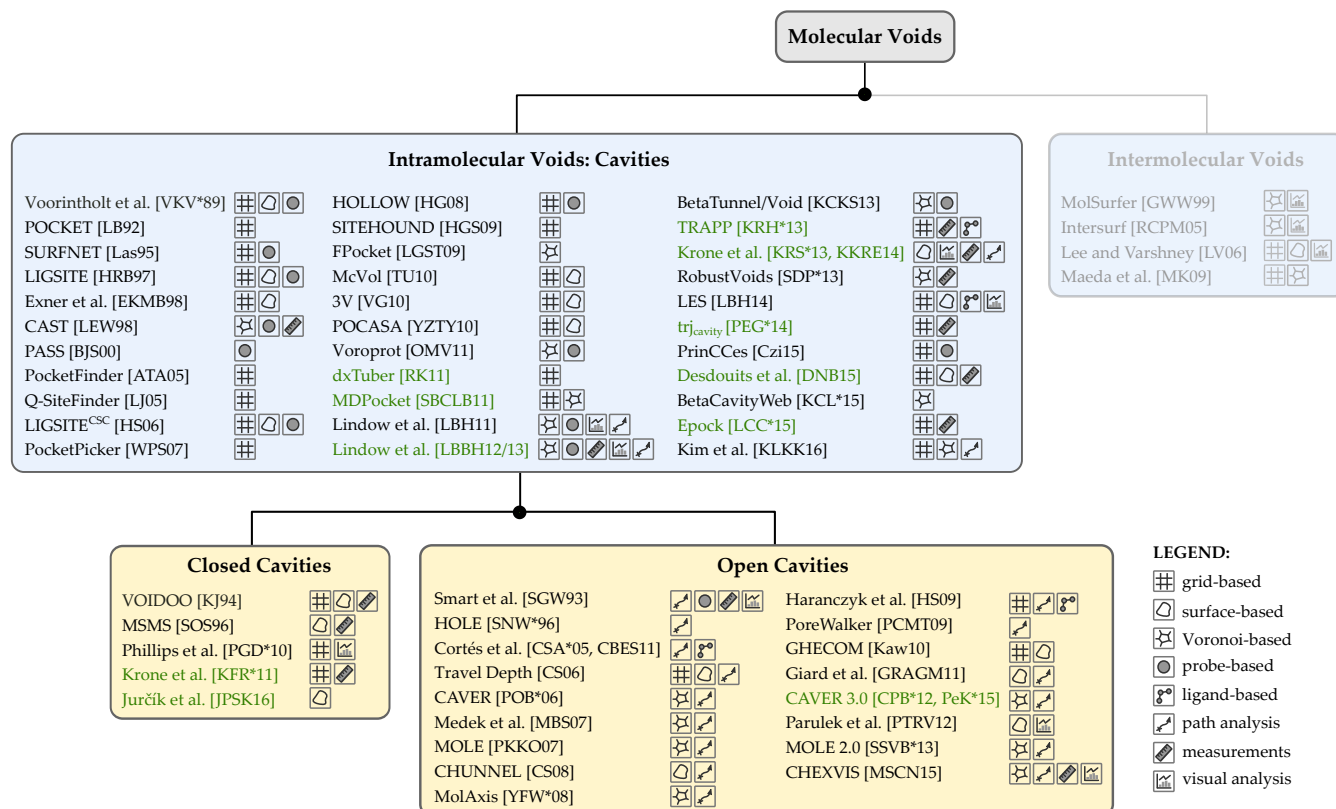 Molecular Voids
Intramolecular Voids: Cavities
Voorintholt et al. [VKV*89]
POCKET [LB92]
SURFNET [Las95]
LIGSITE [HRB97]
Exner et al. [EKMB98]
CAST [LEW98]
PASS [BJS00]
PocketFinder [ATA05]
Q-SiteFinder [LJ05]
LIGSITECSC [HS06]
PocketPicker [WPS07]
HOLLOW [HG08]
SITEHOUND [HGS09]
FPocket [LGST09]
McVol [TU10]
3V [VG10]
POCASA [YZTY10]
Voroprot [OMV11]
dxTuber [RK11]
MDPocket [SBCLB11]
Lindow et al. [LBH11]
Lindow et al. [LBBH12/13]
BetaTunnel/Void [KCKS13]
TRAPP [KRH*13]
Krone et al. [KRS*13, KKRE14]
RobustVoids [SDP*13]
LES [LBH14]
trjcavity [PEG*14]
PrinCCes [Czi15]
Desdouits et al. [DNB15]
BetaCavityWeb [KCL*15]
Epock [LCC*15]
Kim et al. [KLKK16]
Intermolecular Voids
MolSurfer [GWW99]
Intersurf [RCPM05]
Lee and Varshney [LV06]
Maeda et al. [MK09]
Closed Cavities
VOIDOO [KJ94]
MSMS [SOS96]
Phillips et al. [PGD*10]
Krone et al. [KFR*11]
Jurčík et al. [JPSK16]
Open Cavities
Smart et al. [SGW93]
HOLE [SNW*96]
Cortés et al. [CSA*05, CBES11]
Travel Depth [CS06]
CAVER [POB*06]
Medek et al. [MBS07]
MOLE [PKKO07]
CHUNNEL [CS08]
MolAxis [YFW*08]
Haranczyk et al. [HS09]
PoreWalker [PCMT09]
GHECOM [Kaw10]
Giard et al. [GRAGM11]
CAVER 3.0 [CPB*12, PeK*15]
Parulek et al. [PTRV12]
MOLE 2.0 [SSVB*13]
CHEXVIS [MSCN15]
LEGEND:
grid-based
surface-based
Voronoi-based
probe-based
ligand-based
path analysis
measurements
visual analysis